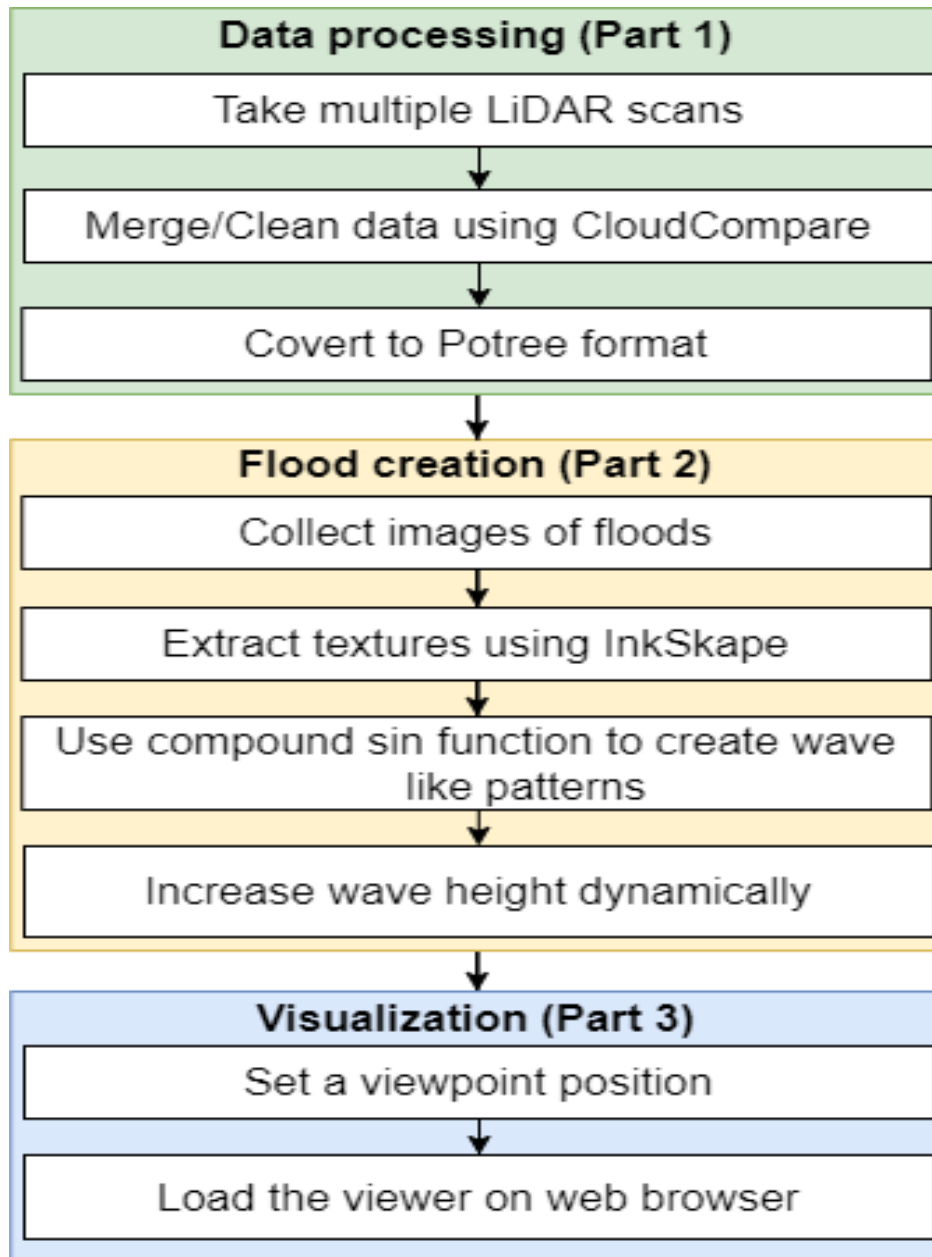 Data processing (Part 1)
Take multiple LiDAR scans
Merge/Clean data using CloudCompare
Covert to Potree format
Flood creation (Part 2)
Collect images of floods
Extract textures using InkSkape
Use compound sin function to create wave
like patterns
Increase wave height dynamically
Visualization (Part 3)
Set a viewpoint position
Load the viewer on web browser